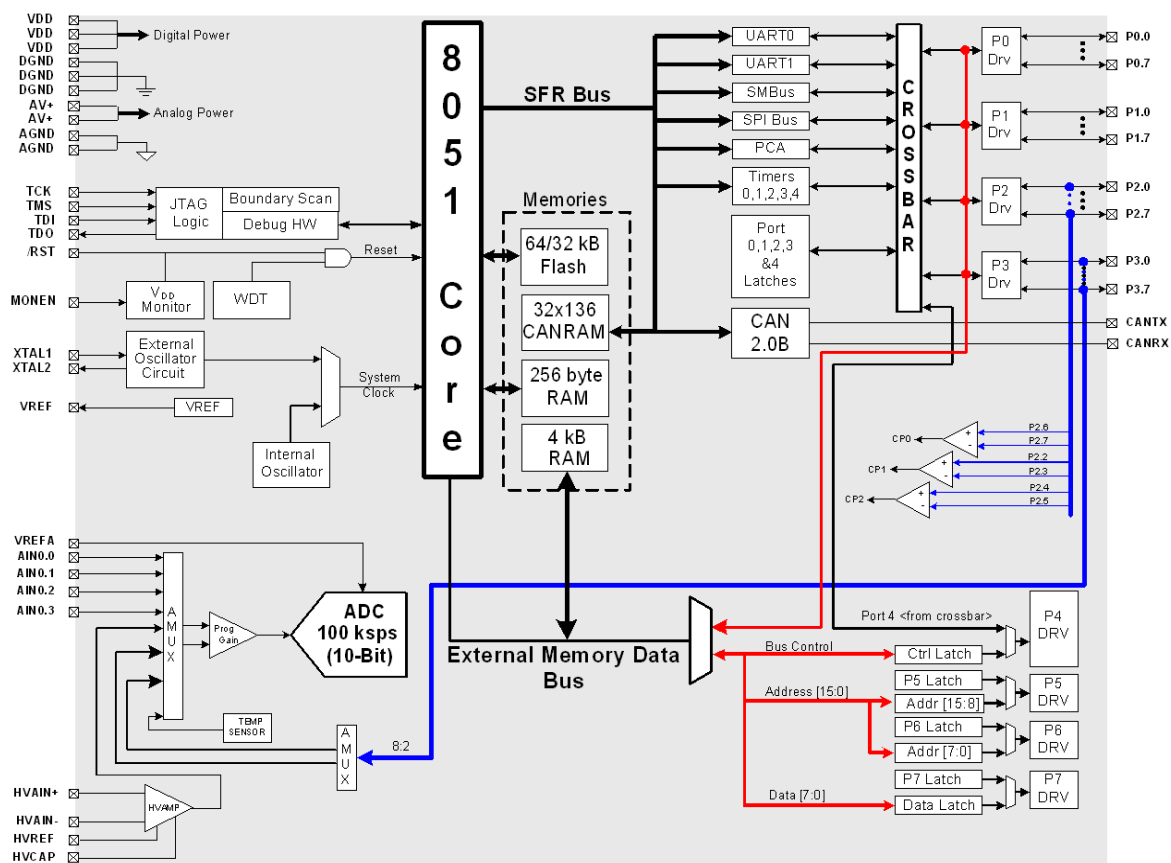 VDD
VDD
VDD
DGND
DGND
DGND
AV+
AV+
AGND
AGND
Digital Power
Analog Power
TCK
TMS
TDI
TDO
/RST
MONEN
XTAL1
XTAL2
VREF
JTAG
Logic
Boundary Scan
Debug HW
Reset
VDD
Monitor
WDT
External
Oscillator
Circuit
System
Clock
VREF
Internal
Oscillator
8
0
5
1
C
o
r
e
SFR Bus
Memories
64/32 kB
Flash
32x136
CANRAM
256 byte
RAM
4 kB
RAM
UART0
UART1
SMBus
SPI Bus
PCA
Timers
0,1,2,3,4
Port
0,1,2,3
&4
Latches
CAN
2.0B
C
R
O
S
S
B
A
R
P0
Drv
P1
Drv
P2
Drv
P3
Drv
P0.0
P0.7
P1.0
P1.7
P2.0
P2.7
P3.0
P3.7
CANTX
CANRX
P2.6
P2.7
P2.2
P2.3
P2.4
P2.5
+
-
+
-
+
-
CP0
CP1
CP2
VREFA
AIN0.0
AIN0.1
AIN0.2
AIN0.3
A
M
U
X
Prog
Gain
ADC
100 ksps
(10-Bit)
TEMP
SENSOR
A
M
U
X
8:2
HVAIN+
HVAIN-
HVREF
HVCAP
HVAMP
External Memory Data
Bus
Port 4 <from crossbar>
Bus Control
Ctrl Latch
P4
DRV
Address [15:0]
P5 Latch
Addr [15:8]
P5
DRV
P6 Latch
Addr [7:0]
P6
DRV
Data [7:0]
P7 Latch
Data Latch
P7
DRV